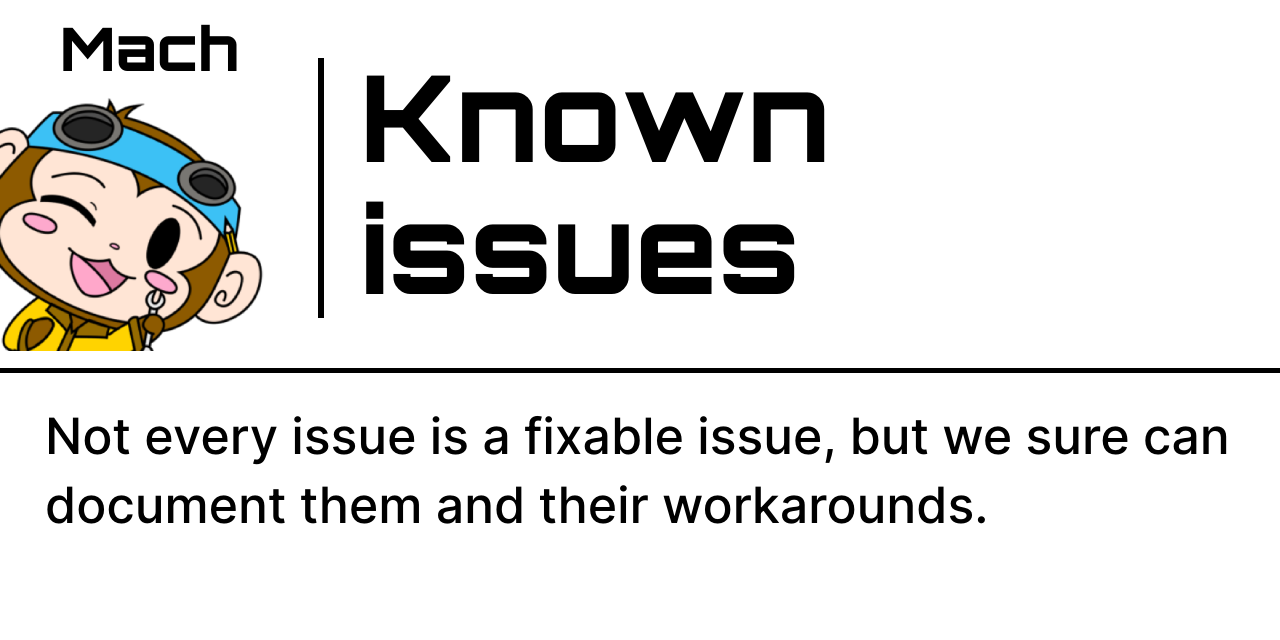 Mach
Known
issues
Not every issue is a fixable issue, but we sure can
document them and their workarounds.